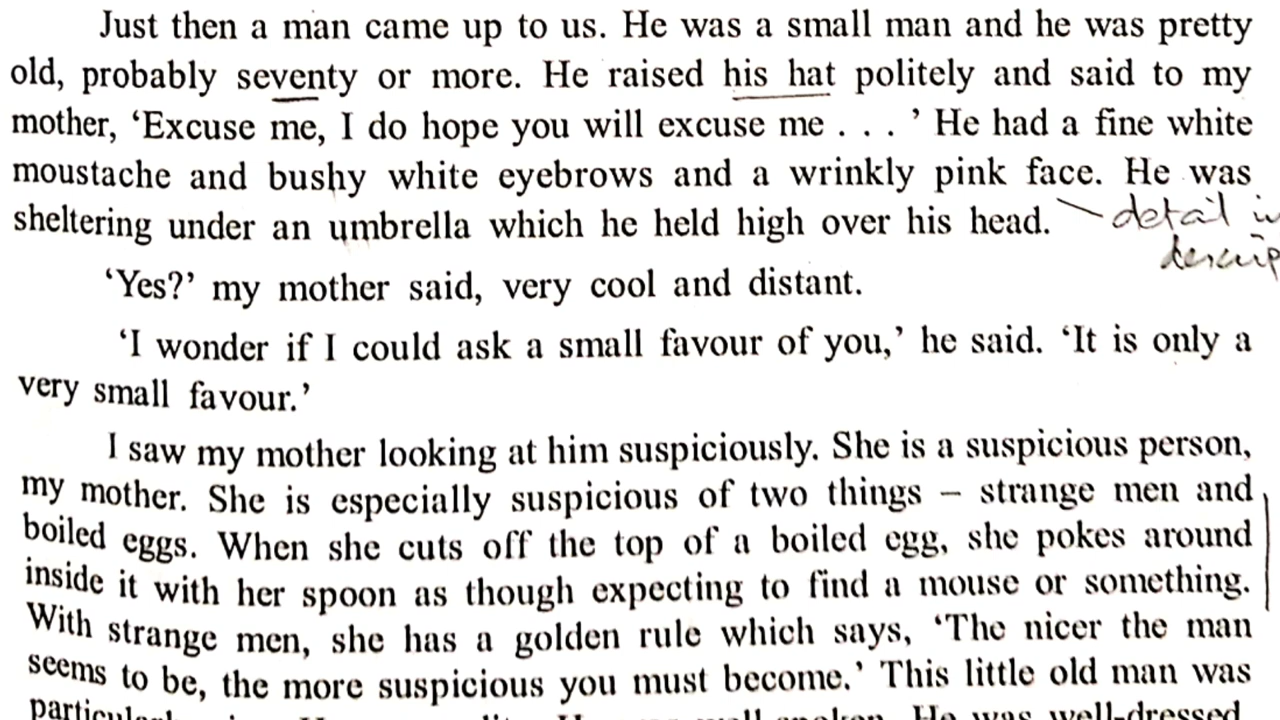 Just then a man came up to us. He was a small man and he was pretty
old, probably seventy or more. He raised his hat politely and said to my
mother, ‘Excuse me, I do hope you will excuse me . . . ’ He had a fine white
moustache and bushy white eyebrows and a wrinkly pink face. He was
sheltering under an umbrella which he held high over his head.
detail
‘Yes?’ my mother said, very cool and distant.
‘I wonder if I could ask a small favour of you,’ he said. ‘It is only a
very small favour.’
I saw my mother looking at him suspiciously. She is a suspicious person,
my mother. She is especially suspicious of two things – strange men and
boiled eggs. When she cuts off the top of a boiled egg, she pokes around
inside it with her spoon as though expecting to find a mouse or something.
With strange men, she has a golden rule which says, ‘The nicer the man
seems to be, the more suspicious you must become.’ This little old man was
He was well-dressed